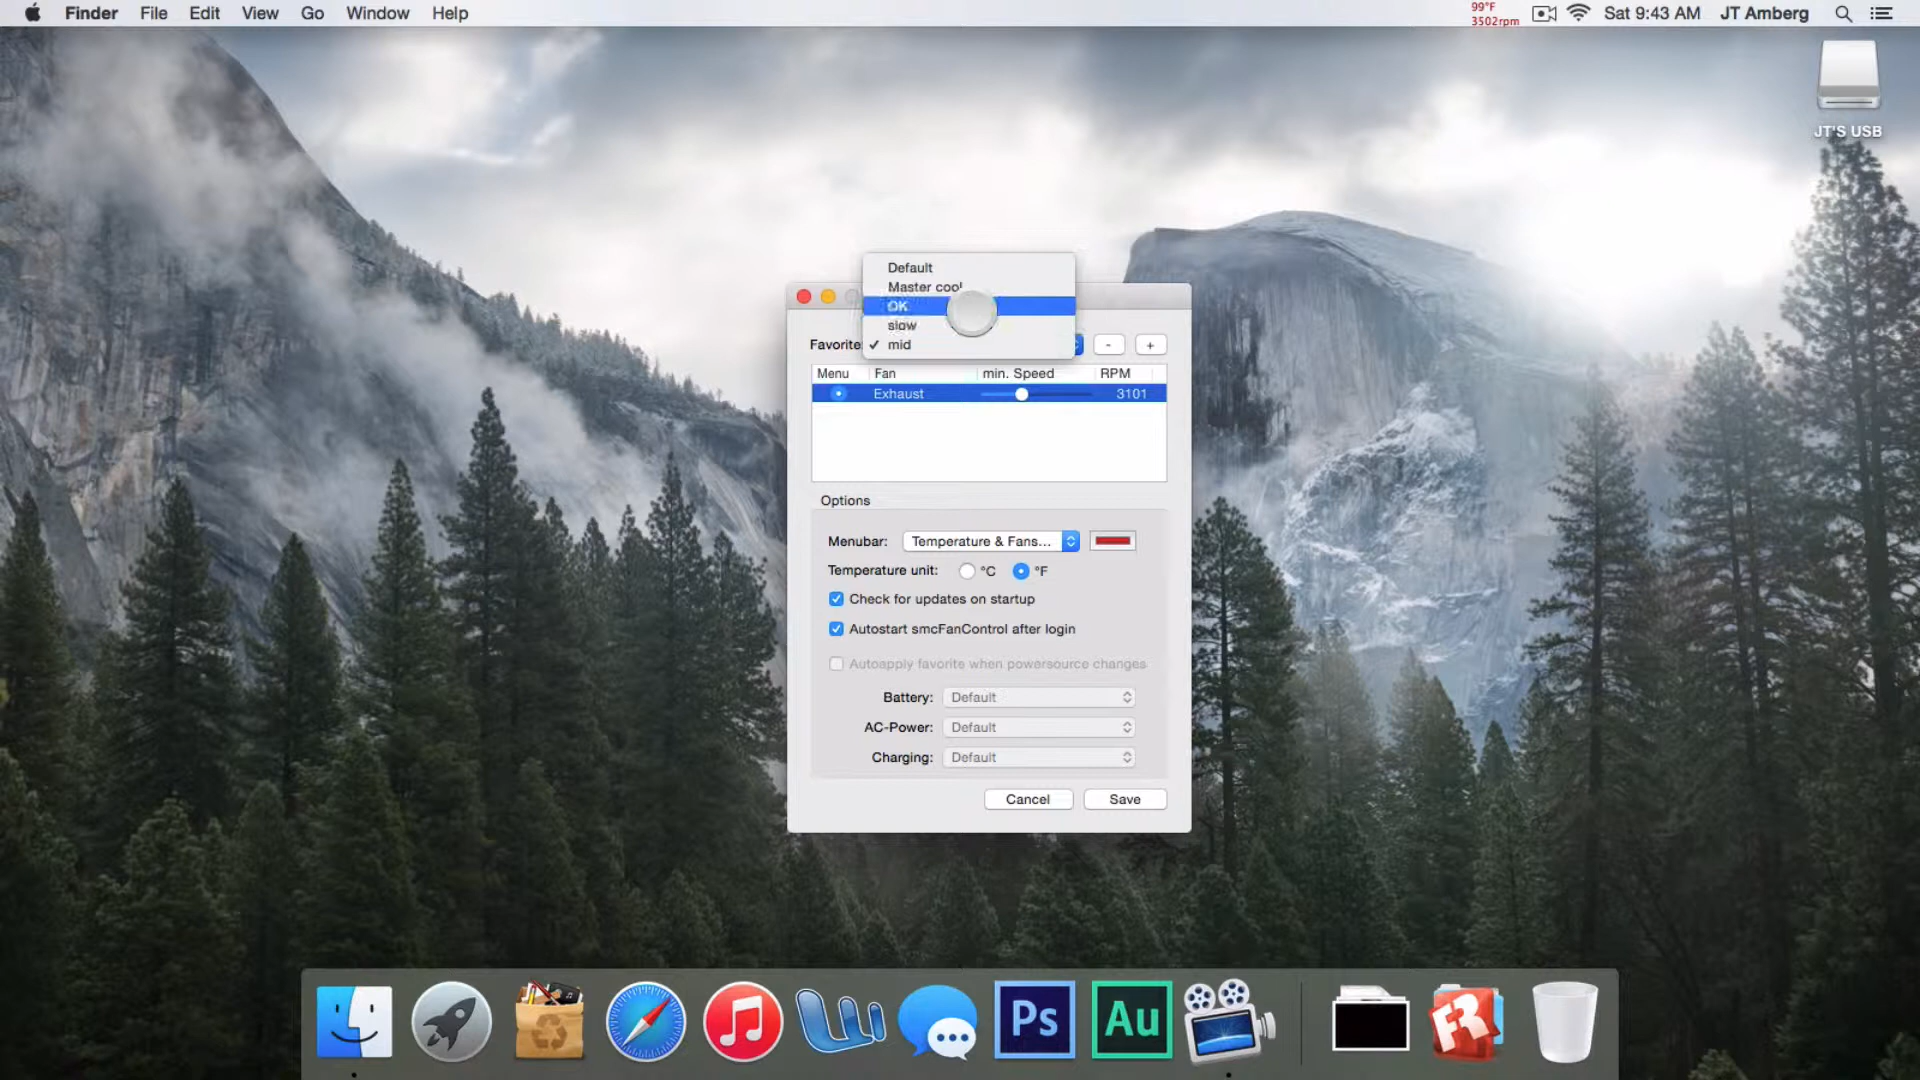 Finder File Edit View Go Window Help 99°F 3502rpm Sat 9:43 AM JT Amberg
JT'S USB
Default
Master cool
OK
slow
mid
Favorite - +
Menu Fan min. Speed RPM
Exhaust 3101
Options
Menubar: Temperature & Fans...
Temperature unit: °C °F
Check for updates on startup
Autostart smcFanControl after login
Autoapply favorite when powersource changes
Battery: Default
AC-Power: Default
Charging: Default
Cancel Save
Ps Au FR